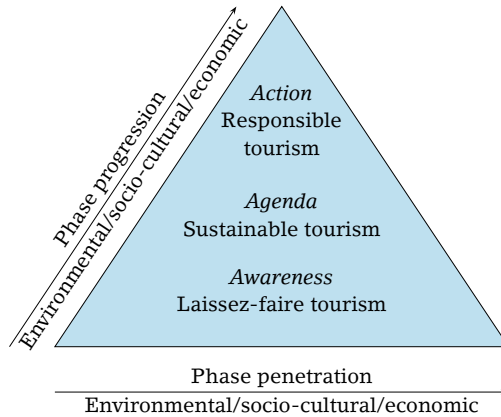 Phase progression
Environmental/socio-cultural/economic
Action
Responsible
tourism
Agenda
Sustainable tourism
Awareness
Laissez-faire tourism
Phase penetration
Environmental/socio-cultural/economic